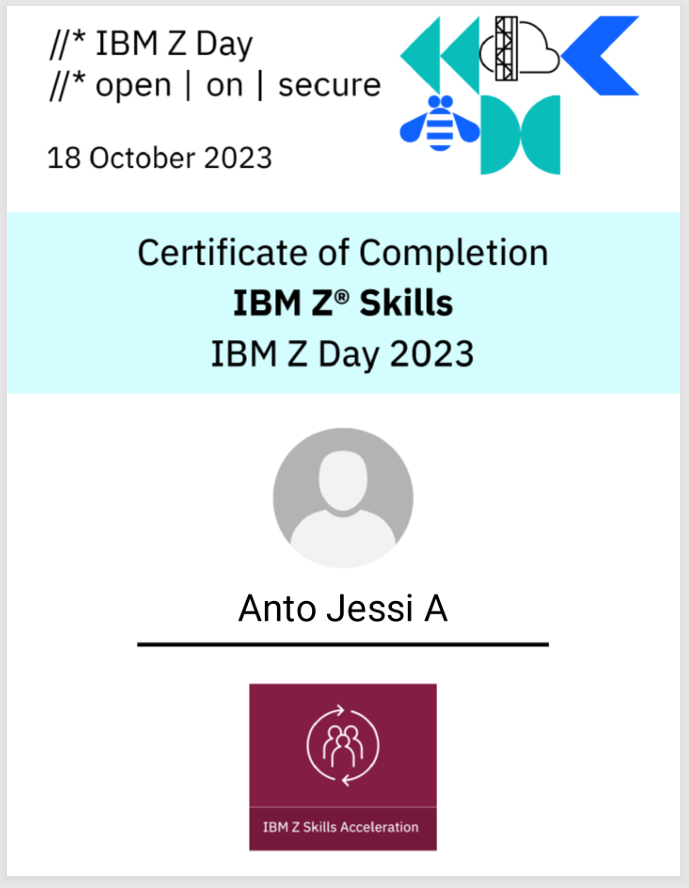 //* IBM Z Day
//* open | on | secure
18 October 2023
Certificate of Completion
IBM Z® Skills
IBM Z Day 2023
Anto Jessi A
IBM Z Skills Acceleration